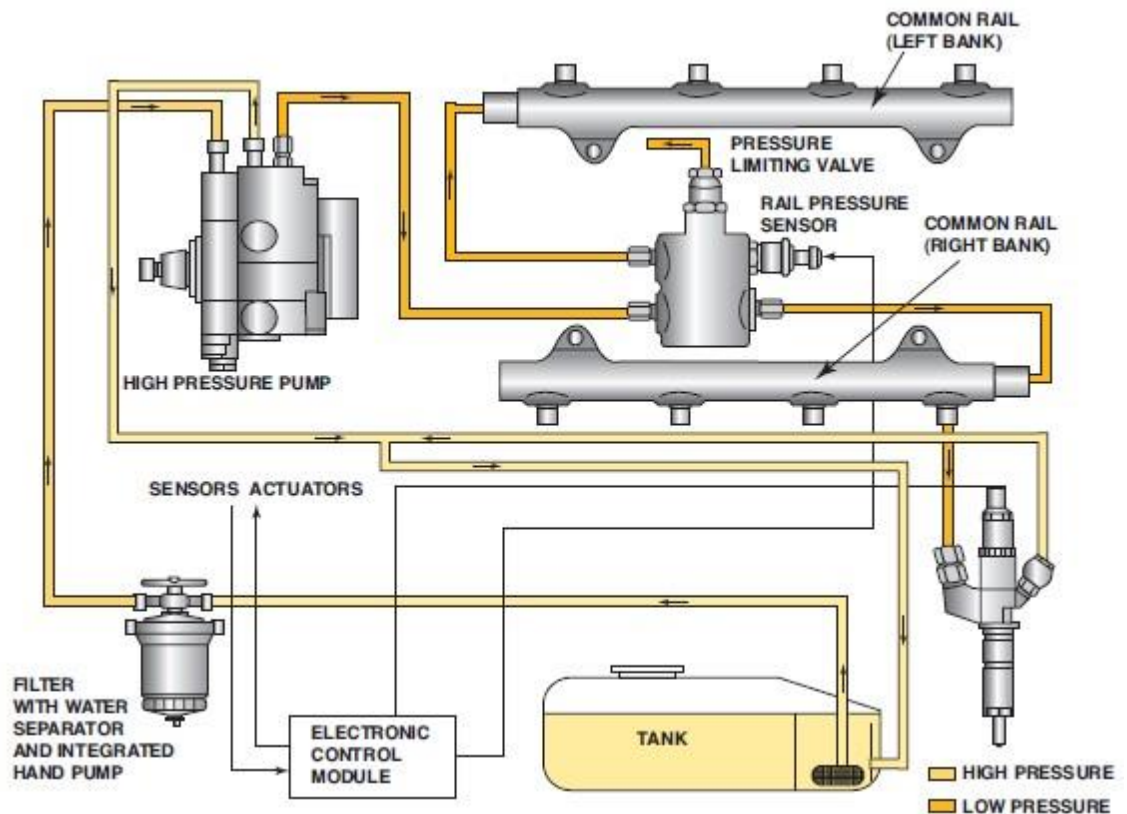 COMMON RAIL
(LEFT BANK)
PRESSURE
LIMITING VALVE
RAIL PRESSURE
SENSOR
COMMON RAIL
(RIGHT BANK)
HIGH PRESSURE PUMP
SENSORS ACTUATORS
FILTER
WITH WATER
SEPARATOR
AND INTEGRATED
HAND PUMP
ELECTRONIC
CONTROL
MODULE
TANK
HIGH PRESSURE
LOW PRESSURE